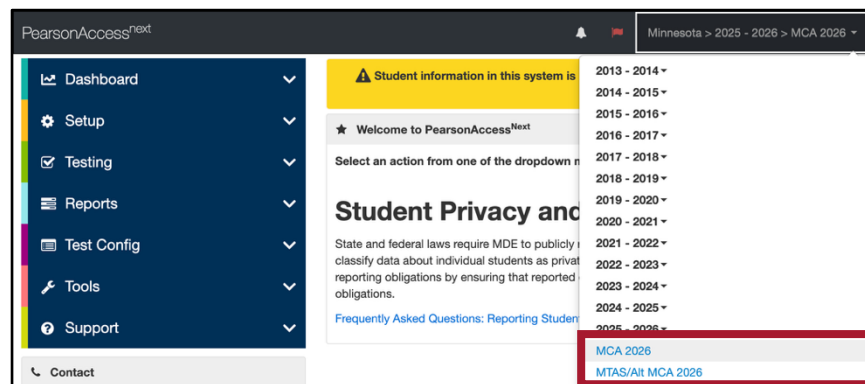 PearsonAccessnext
Minnesota > 2025 - 2026 > MCA 2026
Dashboard
Setup
Testing
Reports
Test Config
Tools
Support
Contact
Student information in this system is
Welcome to PearsonAccessNext
Select an action from one of the dropdown
Student Privacy and
State and federal laws require MDE to publicly
classify data about individual students as
reporting obligations by ensuring that reported
obligations.
Frequently Asked Questions: Reporting
2013 - 2014
2014 - 2015
2015 - 2016
2016 - 2017
2017 - 2018
2018 - 2019
2019 - 2020
2020 - 2021
2021 - 2022
2022 - 2023
2023 - 2024
2024 - 2025
2025 - 2026
MCA 2026
MTAS/Alt MCA 2026